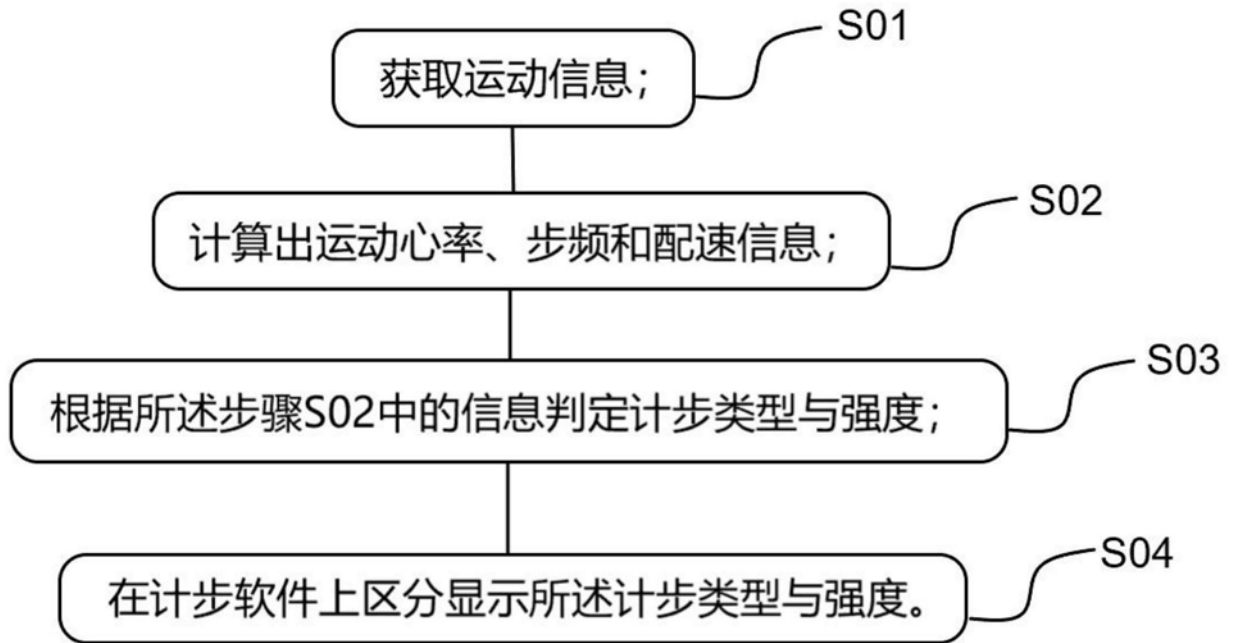 S01
获取运动信息；
S02
计算出运动心率、步频和配速信息；
S03
根据所述步骤S02中的信息判定计步类型与强度；
S04
在计步软件上区分显示所述计步类型与强度。